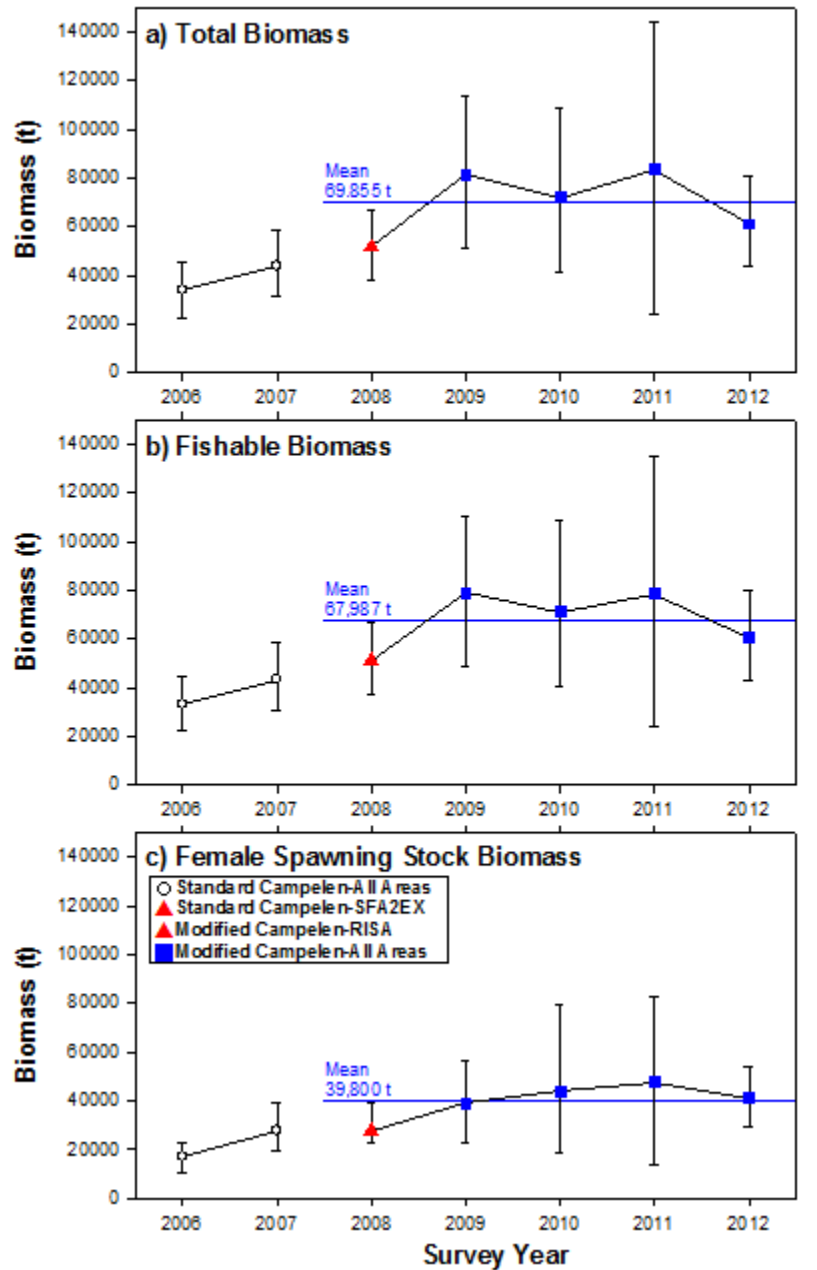 a) Total Biomass
Biomass (t)
140000
120000
100000
80000
60000
40000
20000
0
Mean
69.855 t
2006 2007 2008 2009 2010 2011 2012
b) Fishable Biomass
Biomass (t)
140000
120000
100000
80000
60000
40000
20000
0
Mean
67,987 t
2006 2007 2008 2009 2010 2011 2012
c) Female Spawning Stock Biomass
Standard Campelen-All Areas
Standard Campelen-SFA2EX
Modified Campelen-RISA
Modified Campelen-All Areas
Biomass (t)
140000
120000
100000
80000
60000
40000
20000
0
Mean
39,800 t
2006 2007 2008 2009 2010 2011 2012
Survey Year